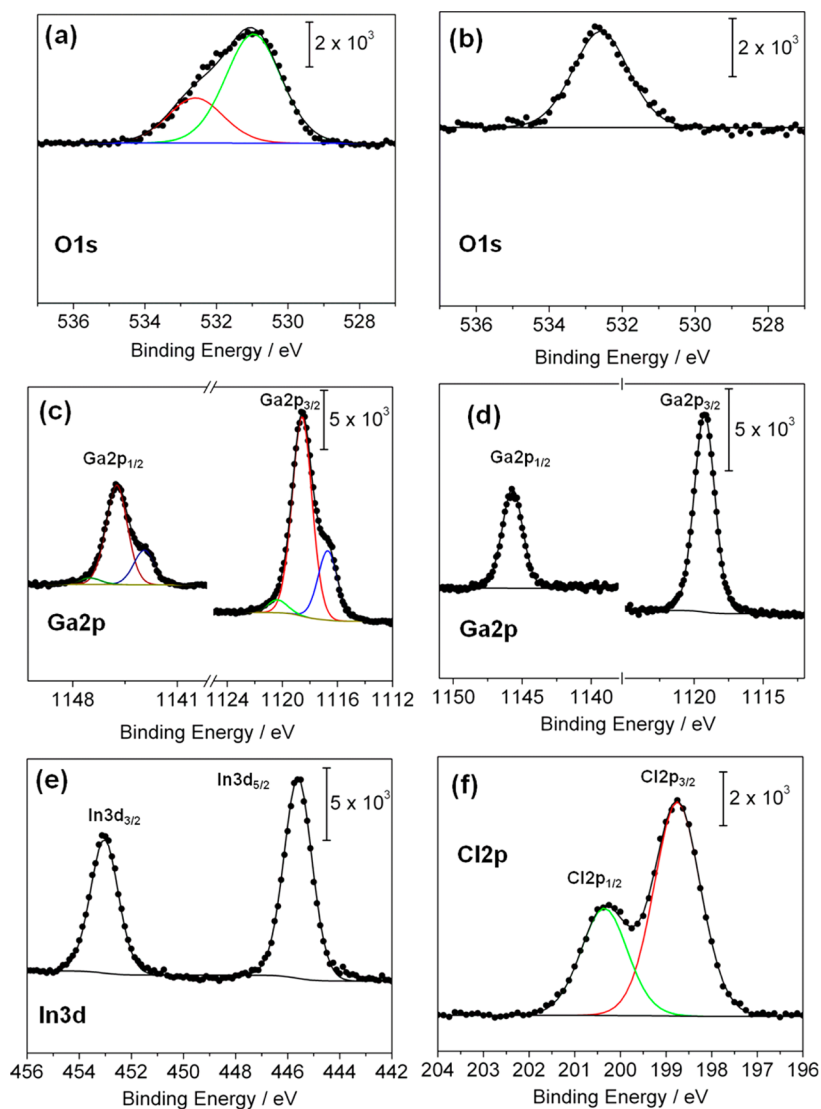 (a)
2 x 10³
O1s
536 534 532 530 528
Binding Energy / eV
(b)
2 x 10³
O1s
536 534 532 530 528
Binding Energy / eV
(c)
Ga2p₃/₂
5 x 10³
Ga2p₁/₂
Ga2p
1148 1141 1124 1120 1116 1112
Binding Energy / eV
(d)
Ga2p₃/₂
5 x 10³
Ga2p₁/₂
Ga2p
1150 1145 1140 1120 1115
Binding Energy / eV
(e)
In3d₅/₂
5 x 10³
In3d₃/₂
In3d
456 454 452 450 448 446 444 442
Binding Energy / eV
(f)
Cl2p₃/₂
2 x 10³
Cl2p
Cl2p₁/₂
204 203 202 201 200 199 198 197 196
Binding Energy / eV